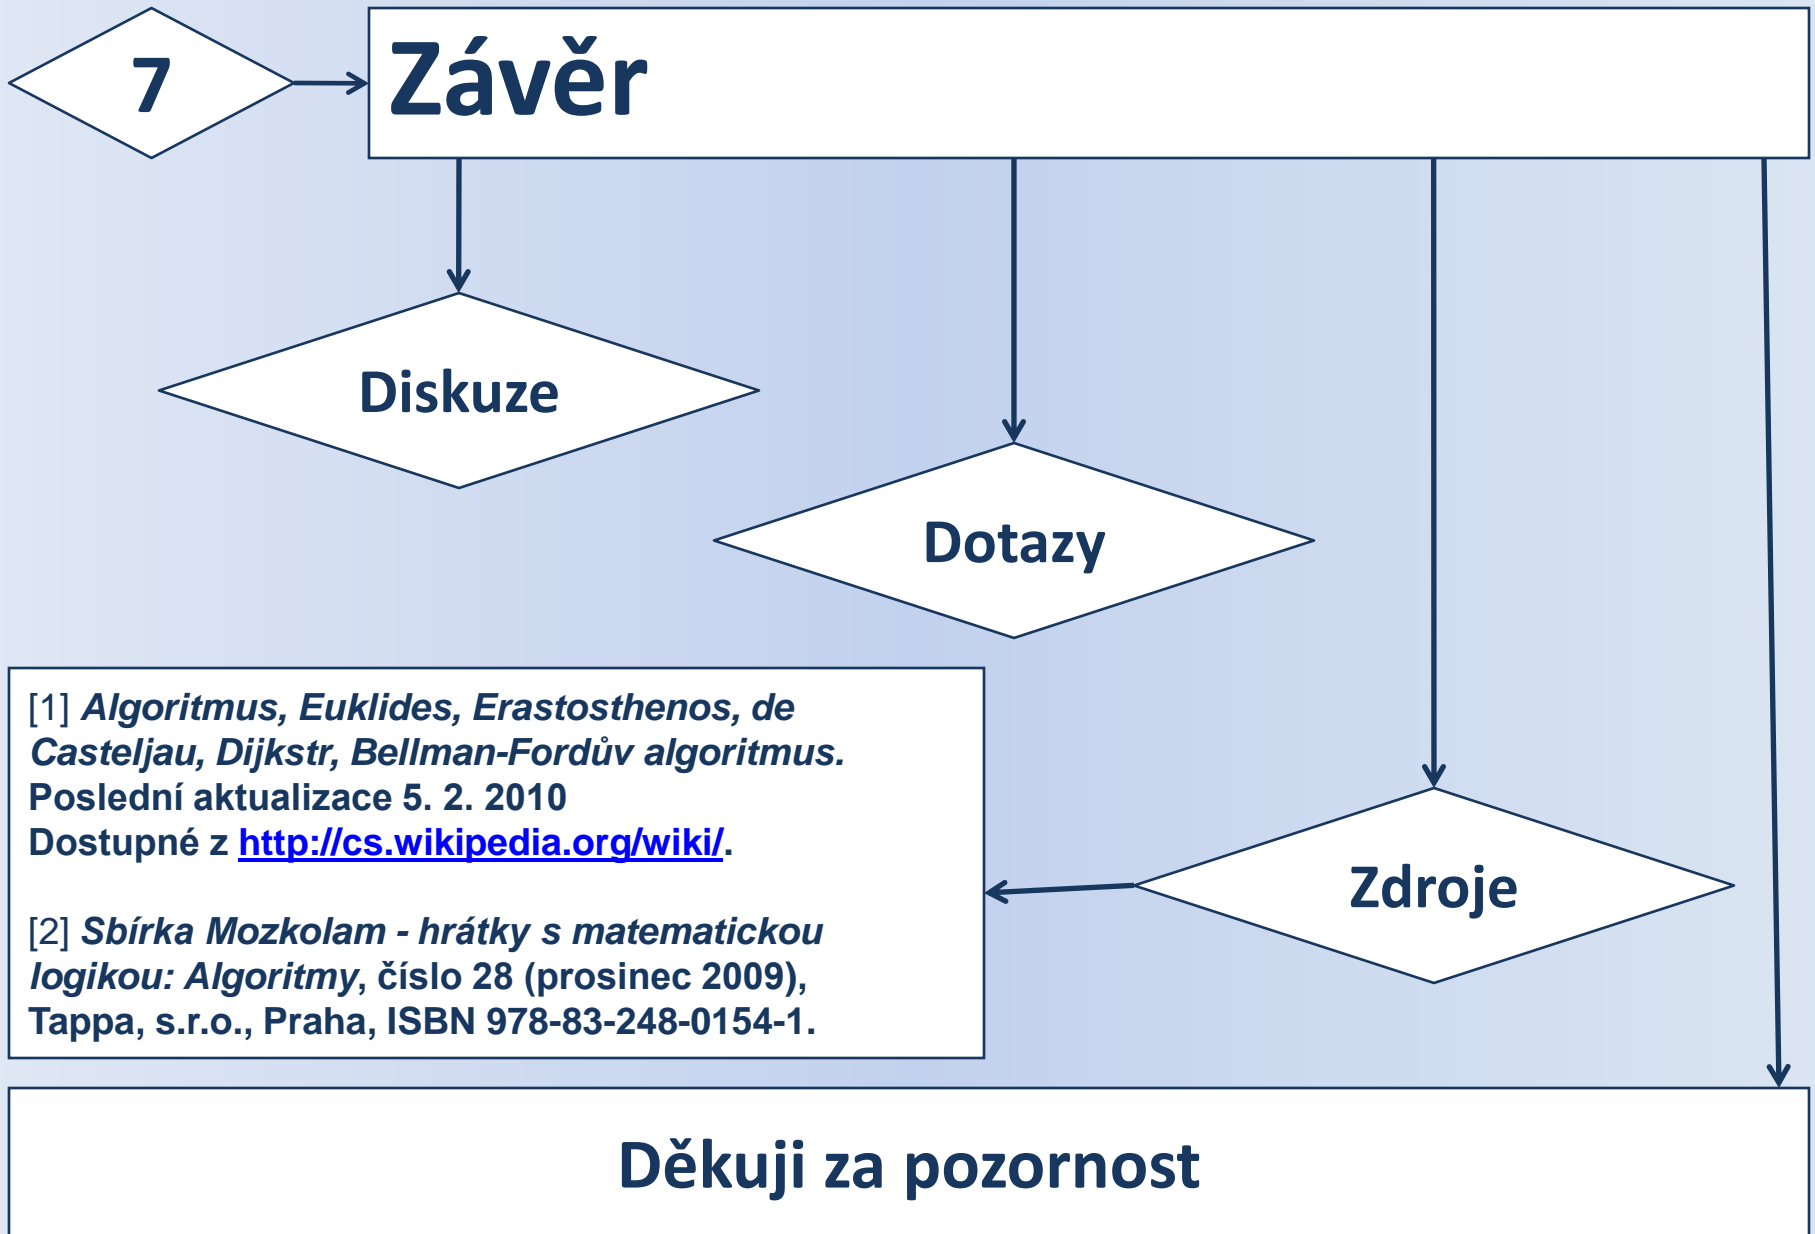 7
Závěr
Diskuze
Dotazy
[1] Algoritmus, Euklides, Erastosthenos, de
Casteljau, Dijkstr, Bellman-Fordův algoritmus.
Poslední aktualizace 5. 2. 2010
Dostupné z http://cs.wikipedia.org/wiki/.
[2] Sbírka Mozkolam - hrátky s matematickou
logikou: Algoritmy, číslo 28 (prosinec 2009),
Tappa, s.r.o., Praha, ISBN 978-83-248-0154-1.
Zdroje
Děkuji za pozornost